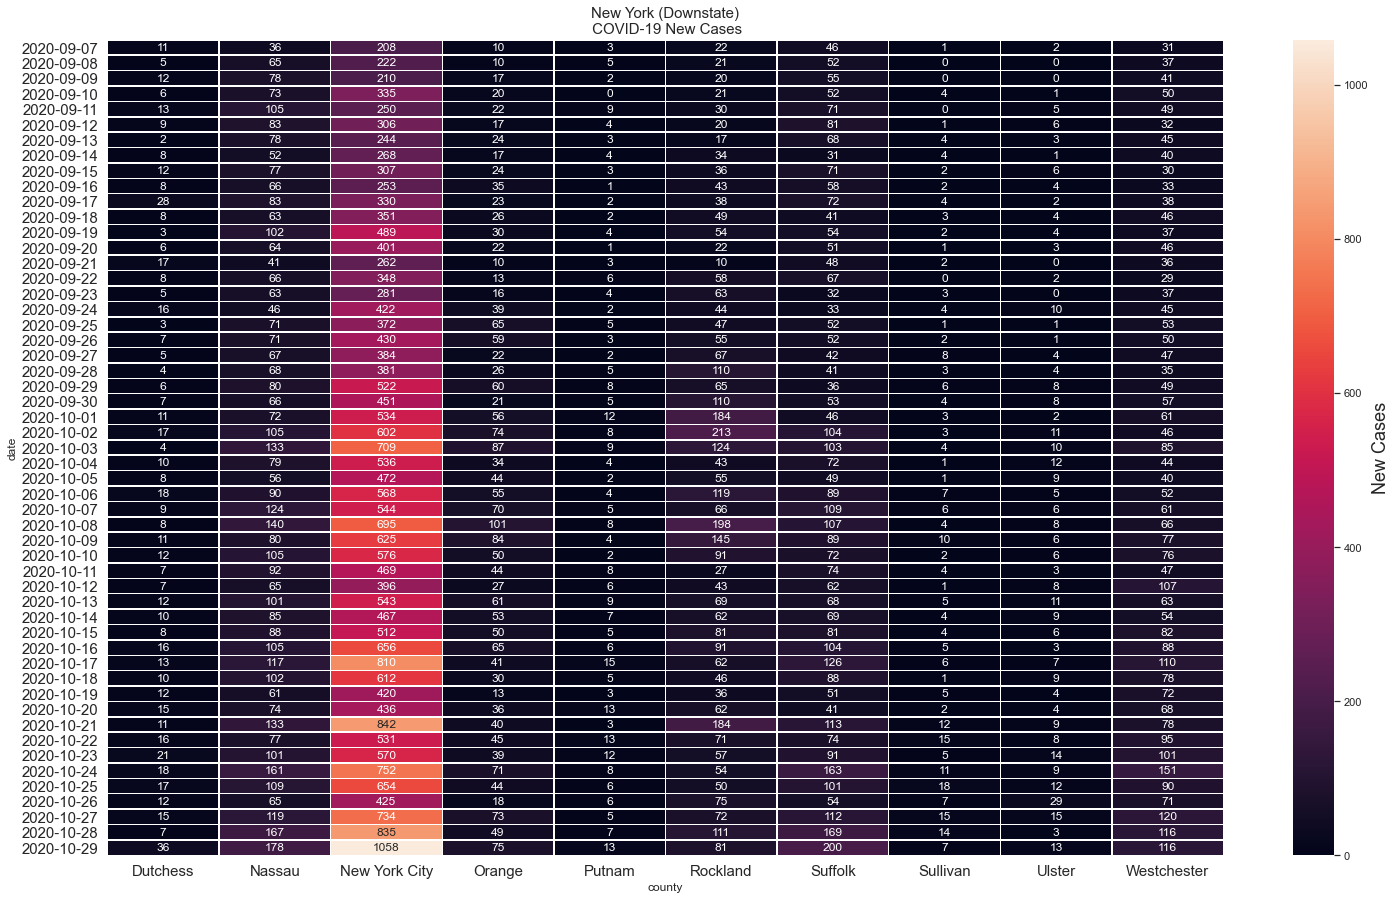 New York (Downstate)
COVID-19 New Cases
2020-09-07 11 36 208 10 3 22 46 1 2 31
2020-09-08 5 65 222 10 5 21 52 0 0 37
2020-09-09 12 78 210 17 2 20 55 0 0 41
2020-09-10 6 73 335 20 0 21 52 4 1 50
2020-09-11 13 105 250 22 9 30 71 0 5 49
2020-09-12 9 83 306 17 4 20 81 1 6 32
2020-09-13 2 78 244 24 3 17 68 4 3 45
2020-09-14 8 52 268 17 4 34 31 4 1 40
2020-09-15 12 77 307 24 3 36 71 2 6 30
2020-09-16 8 66 253 35 1 43 58 2 4 33
2020-09-17 28 83 330 23 2 38 72 4 2 38
2020-09-18 8 63 351 26 2 49 41 3 4 46
2020-09-19 3 102 489 30 4 54 54 2 4 37
2020-09-20 6 64 401 22 1 22 51 1 3 46
2020-09-21 17 41 262 10 3 10 48 2 0 36
2020-09-22 8 66 348 13 6 58 67 0 2 29
2020-09-23 5 63 281 16 4 63 32 3 0 37
2020-09-24 16 46 422 39 2 44 33 4 10 45
2020-09-25 3 71 372 65 5 47 52 1 1 53
2020-09-26 7 71 430 59 3 55 52 2 1 50
2020-09-27 5 67 384 22 2 67 42 8 4 47
2020-09-28 4 68 381 26 5 110 41 3 4 35
2020-09-29 6 80 522 60 8 65 36 6 8 49
2020-09-30 7 66 451 21 5 110 53 4 8 57
2020-10-01 11 72 534 56 12 184 46 3 2 61
2020-10-02 17 105 602 74 8 213 104 3 11 46
2020-10-03 4 133 709 87 9 124 103 4 10 85
2020-10-04 10 79 536 34 4 43 72 1 12 44
2020-10-05 8 56 472 44 2 55 49 1 9 40
2020-10-06 18 90 568 55 4 119 89 7 5 52
2020-10-07 9 124 544 70 5 66 109 6 6 61
2020-10-08 8 140 695 101 8 198 107 4 8 66
2020-10-09 11 80 625 84 4 145 89 10 6 77
2020-10-10 12 105 576 50 2 91 72 2 6 76
2020-10-11 7 92 469 44 8 27 74 4 3 47
2020-10-12 7 65 396 27 6 43 62 1 8 107
2020-10-13 12 101 543 61 9 69 68 5 11 63
2020-10-14 10 85 467 53 7 62 69 4 9 54
2020-10-15 8 88 512 50 5 81 81 4 6 82
2020-10-16 16 105 656 65 6 91 104 5 3 88
2020-10-17 13 117 810 41 15 62 126 6 7 110
2020-10-18 10 102 612 30 5 46 88 1 9 78
2020-10-19 12 61 420 13 3 36 51 5 4 72
2020-10-20 15 74 436 36 13 62 41 2 4 68
2020-10-21 11 133 842 40 3 184 113 12 9 78
2020-10-22 16 77 531 45 13 71 74 15 8 95
2020-10-23 21 101 570 39 12 57 91 5 14 101
2020-10-24 18 161 752 71 8 54 163 11 9 151
2020-10-25 17 109 654 44 6 50 101 18 12 90
2020-10-26 12 65 425 18 6 75 54 7 29 71
2020-10-27 15 119 734 73 5 72 112 15 15 120
2020-10-28 7 167 835 49 7 111 169 14 3 116
2020-10-29 36 178 1058 75 13 81 200 7 13 116
Dutchess Nassau New York City Orange Putnam Rockland Suffolk Sullivan Ulster Westchester
county
date
1000
800
600
400
200
0
New Cases